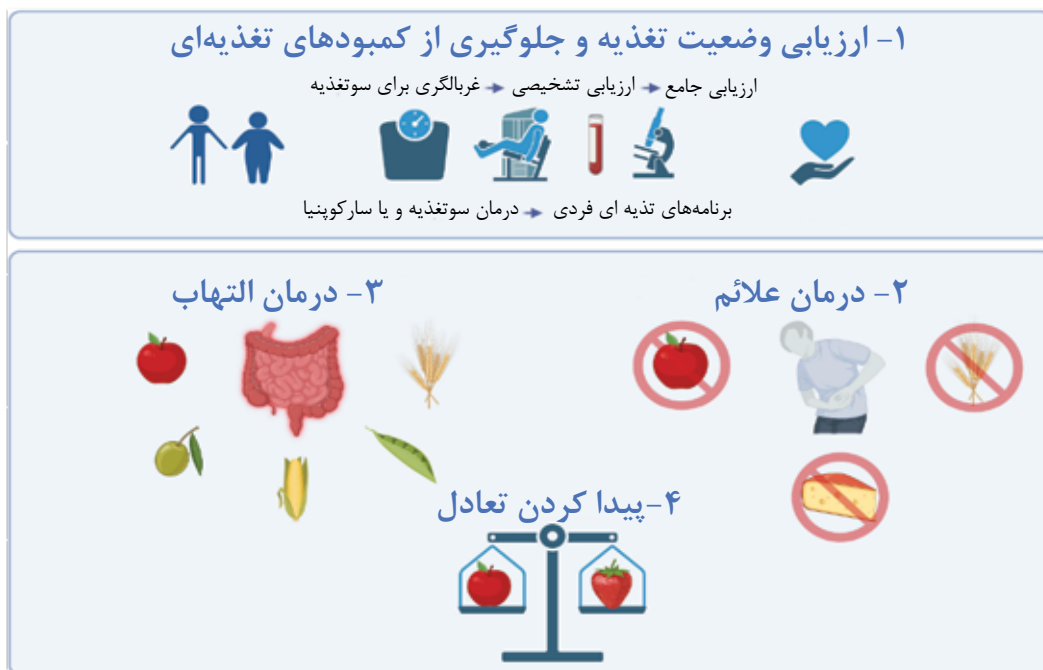 ۱- ارزیابی وضعیت تغذیه و جلوگیری از کمبودهای تغذیه‌ای
ارزیابی جامع → ارزیابی تشخیصی → غربالگری برای سوتغذیه
برنامه‌های تذیه ای فردی → درمان سوتغذیه و یا سارکوپنیا
۲- درمان علائم
۳- درمان التهاب
۴-پیدا کردن تعادل